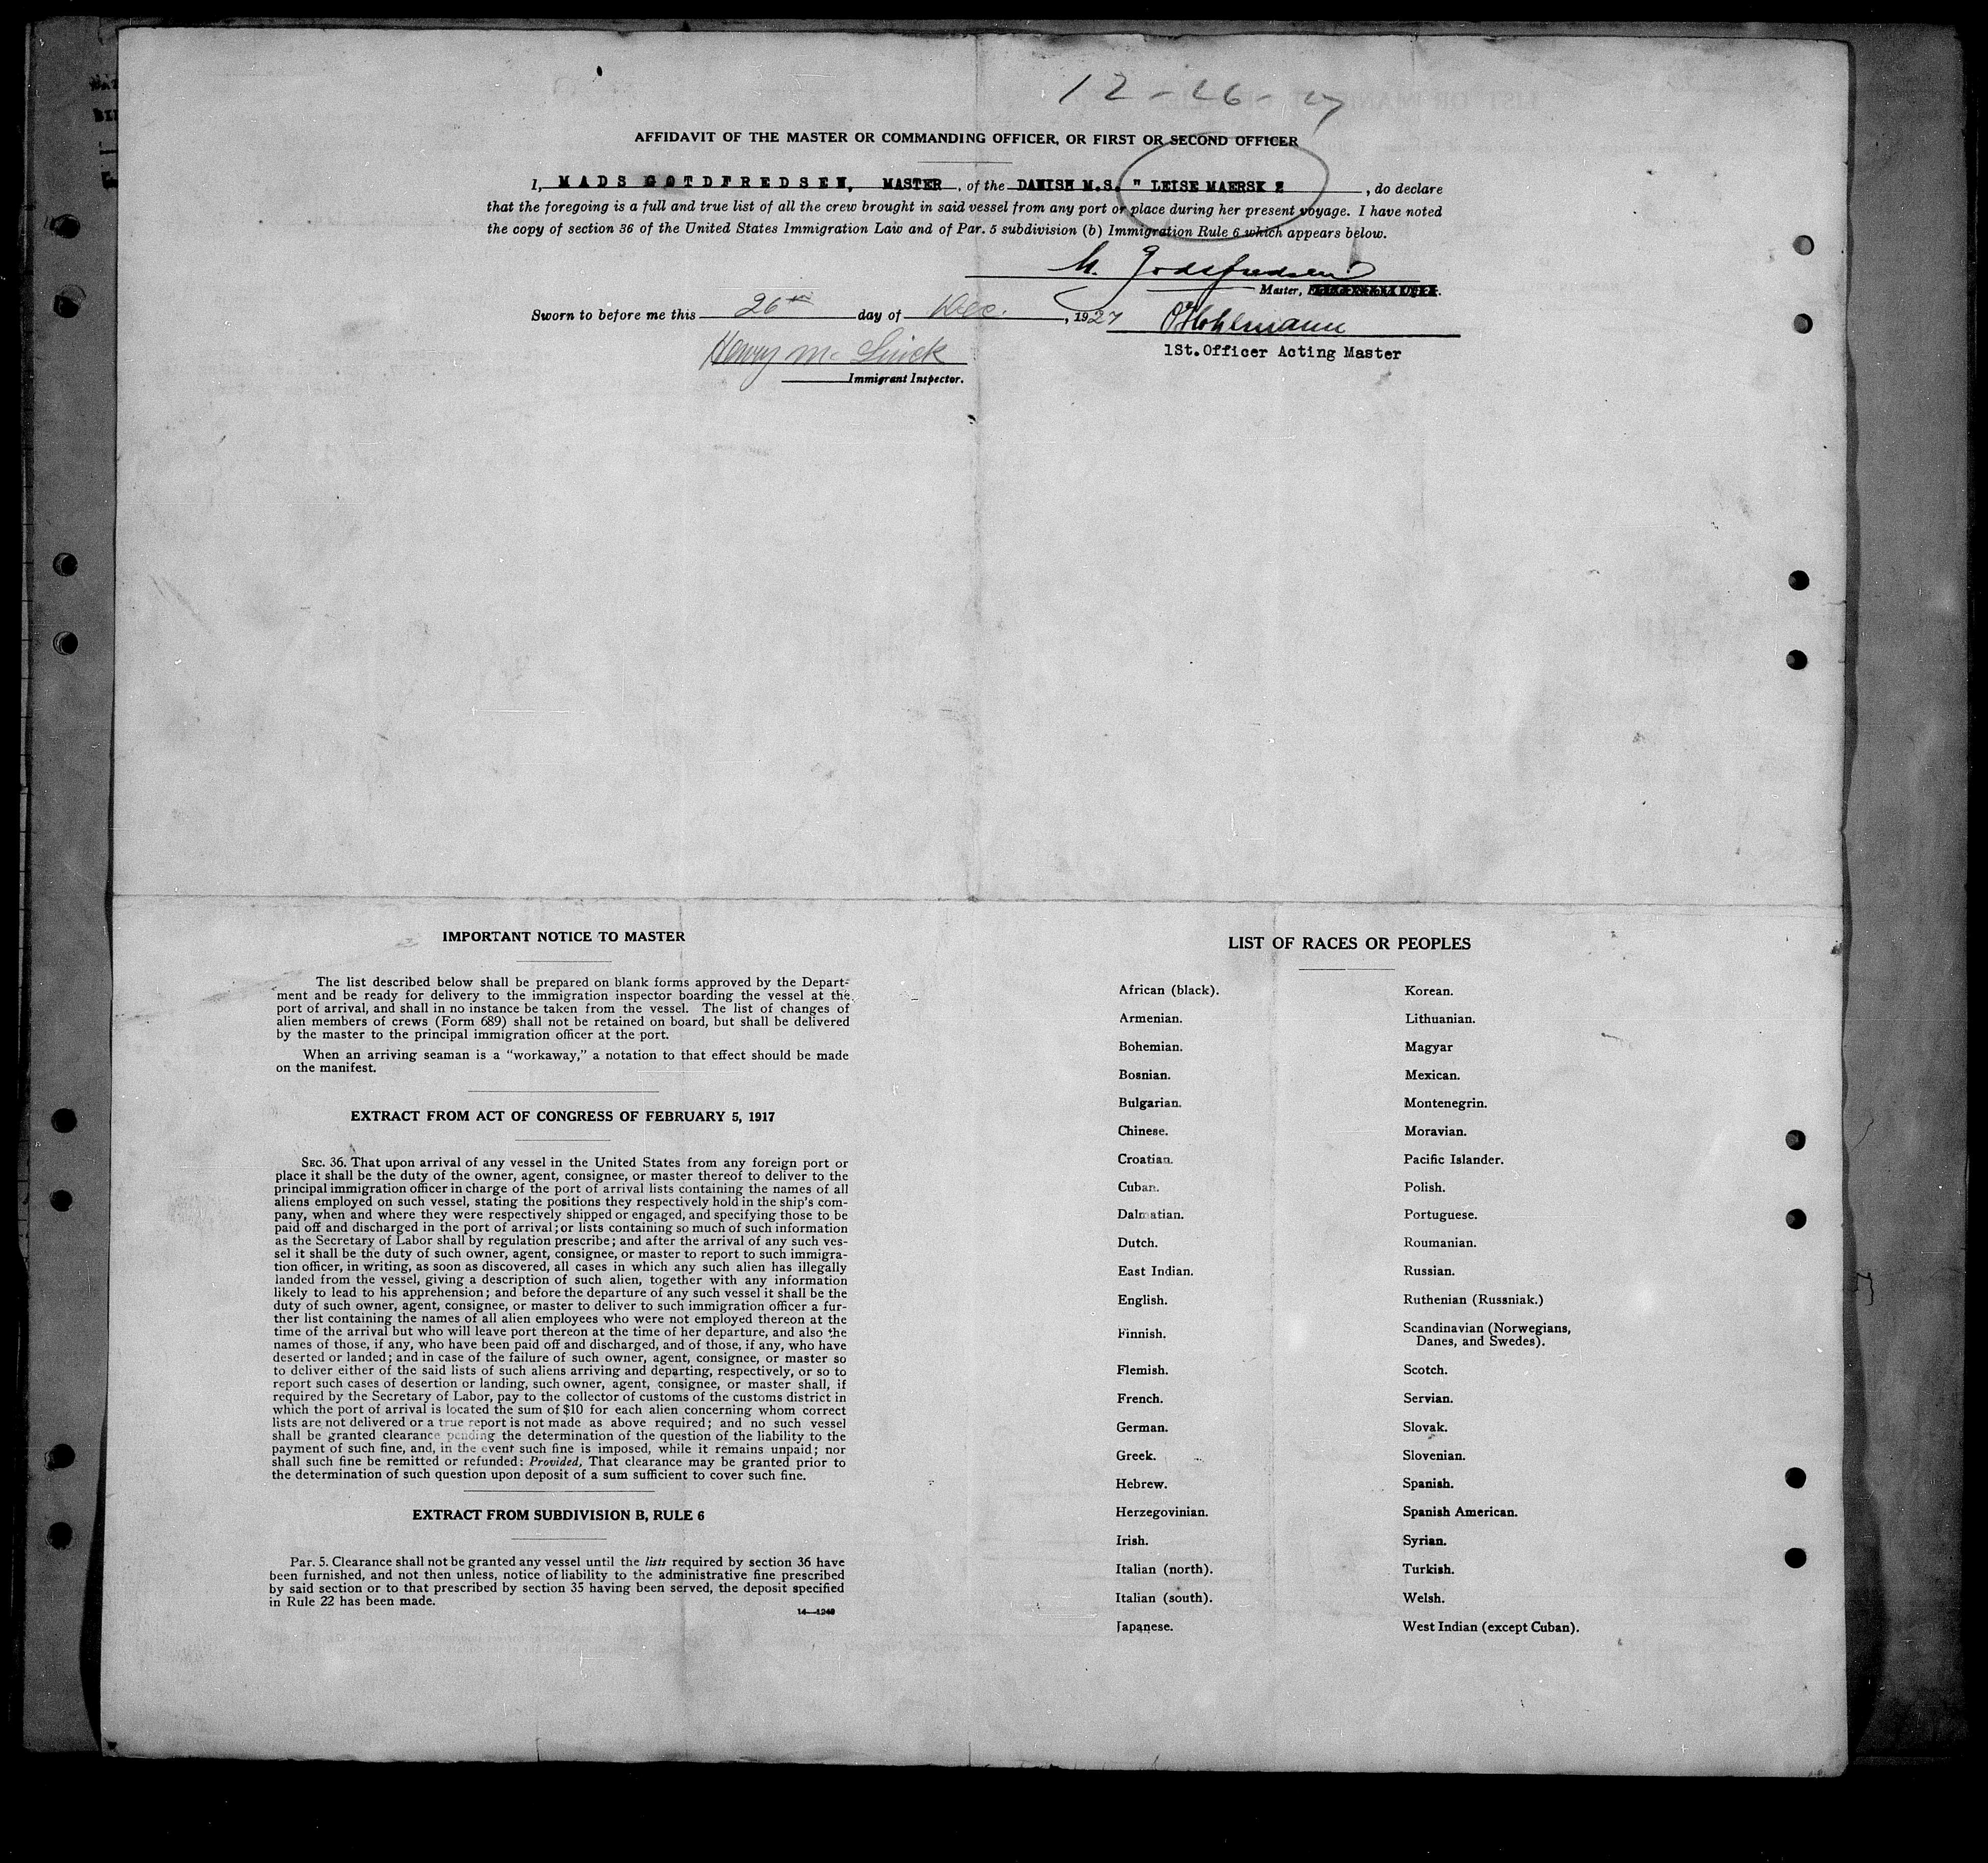 12-26-27
AFFIDAVIT OF THE MASTER OR COMMANDING OFFICER, OR FIRST OR SECOND OFFICER
I, MADS GOTDFREDSEN, MASTER, of the DANISH M.S. " LEISE MAERSK ", do declare
that the foregoing is a full and true list of all the crew brought in said vessel from any port or place during her present voyage. I have noted
the copy of section 36 of the United States Immigration Law and of Par. 5 subdivision (b) Immigration Rule 6 which appears below.
M. Godtfredsen
Master,
Sworn to before me this 26th day of Dec., 1927
1St.Officer Acting Master
Henry Mc
Immigrant Inspector.
IMPORTANT NOTICE TO MASTER
The list described below shall be prepared on blank forms approved by the Depart-
ment and be ready for delivery to the immigration inspector boarding the vessel at the
port of arrival, and shall in no instance be taken from the vessel. The list of changes of
alien members of crews (Form 689) shall not be retained on board, but shall be delivered
by the master to the principal immigration officer at the port.
When an arriving seaman is a “workaway,” a notation to that effect should be made
on the manifest.
EXTRACT FROM ACT OF CONGRESS OF FEBRUARY 5, 1917
SEC. 36. That upon arrival of any vessel in the United States from any foreign port or
place it shall be the duty of the owner, agent, consignee, or master thereof to deliver to the
principal immigration officer in charge of the port of arrival lists containing the names of all
aliens employed on such vessel, stating the positions they respectively hold in the ship's com-
pany, when and where they were respectively shipped or engaged, and specifying those to be
paid off and discharged in the port of arrival; or lists containing so much of such information
as the Secretary of Labor shall by regulation prescribe; and after the arrival of any such ves-
sel it shall be the duty of such owner, agent, consignee, or master to report to such immigra-
tion officer, in writing, as soon as discovered, all cases in which any such alien has illegally
landed from the vessel, giving a description of such alien, together with any information
likely to lead to his apprehension; and before the departure of any such vessel it shall be the
duty of such owner, agent, consignee, or master to deliver to such immigration officer a fur-
ther list containing the names of all alien employees who were not employed thereon at the
time of the arrival but who will leave port thereon at the time of her departure, and also the
names of those, if any, who have been paid off and discharged, and of those, if any, who have
deserted or landed; and in case of the failure of such owner, agent, consignee, or master so
to deliver either of the said lists of such aliens arriving and departing, respectively, or so to
report such cases of desertion or landing, such owner, agent, consignee, or master shall, if
required by the Secretary of Labor, pay to the collector of customs of the customs district in
which the port of arrival is located the sum of $10 for each alien concerning whom correct
lists are not delivered or a true report is not made as above required; and no such vessel
shall be granted clearance pending the determination of the question of the liability to the
payment of such fine, and, in the event such fine is imposed, while it remains unpaid; nor
shall such fine be remitted or refunded: Provided, That clearance may be granted prior to
the determination of such question upon deposit of a sum sufficient to cover such fine.
EXTRACT FROM SUBDIVISION B, RULE 6
Par. 5. Clearance shall not be granted any vessel until the lists required by section 36 have
been furnished, and not then unless, notice of liability to the administrative fine prescribed
by said section or to that prescribed by section 35 having been served, the deposit specified
in Rule 22 has been made.
14—1240
LIST OF RACES OR PEOPLES
African (black).
Armenian.
Bohemian.
Bosnian.
Bulgarian.
Chinese.
Croatian.
Cuban.
Dalmatian.
Dutch.
East Indian.
English.
Finnish.
Flemish.
French.
German.
Greek.
Hebrew.
Herzegovinian.
Irish.
Italian (north).
Italian (south).
Japanese.
Korean.
Lithuanian.
Magyar
Mexican.
Montenegrin.
Moravian.
Pacific Islander.
Polish.
Portuguese.
Roumanian.
Russian.
Ruthenian (Russniak.)
Scandinavian (Norwegians,
Danes, and Swedes).
Scotch.
Servian.
Slovak.
Slovenian.
Spanish.
Spanish American.
Syrian.
Turkish.
Welsh.
West Indian (except Cuban).